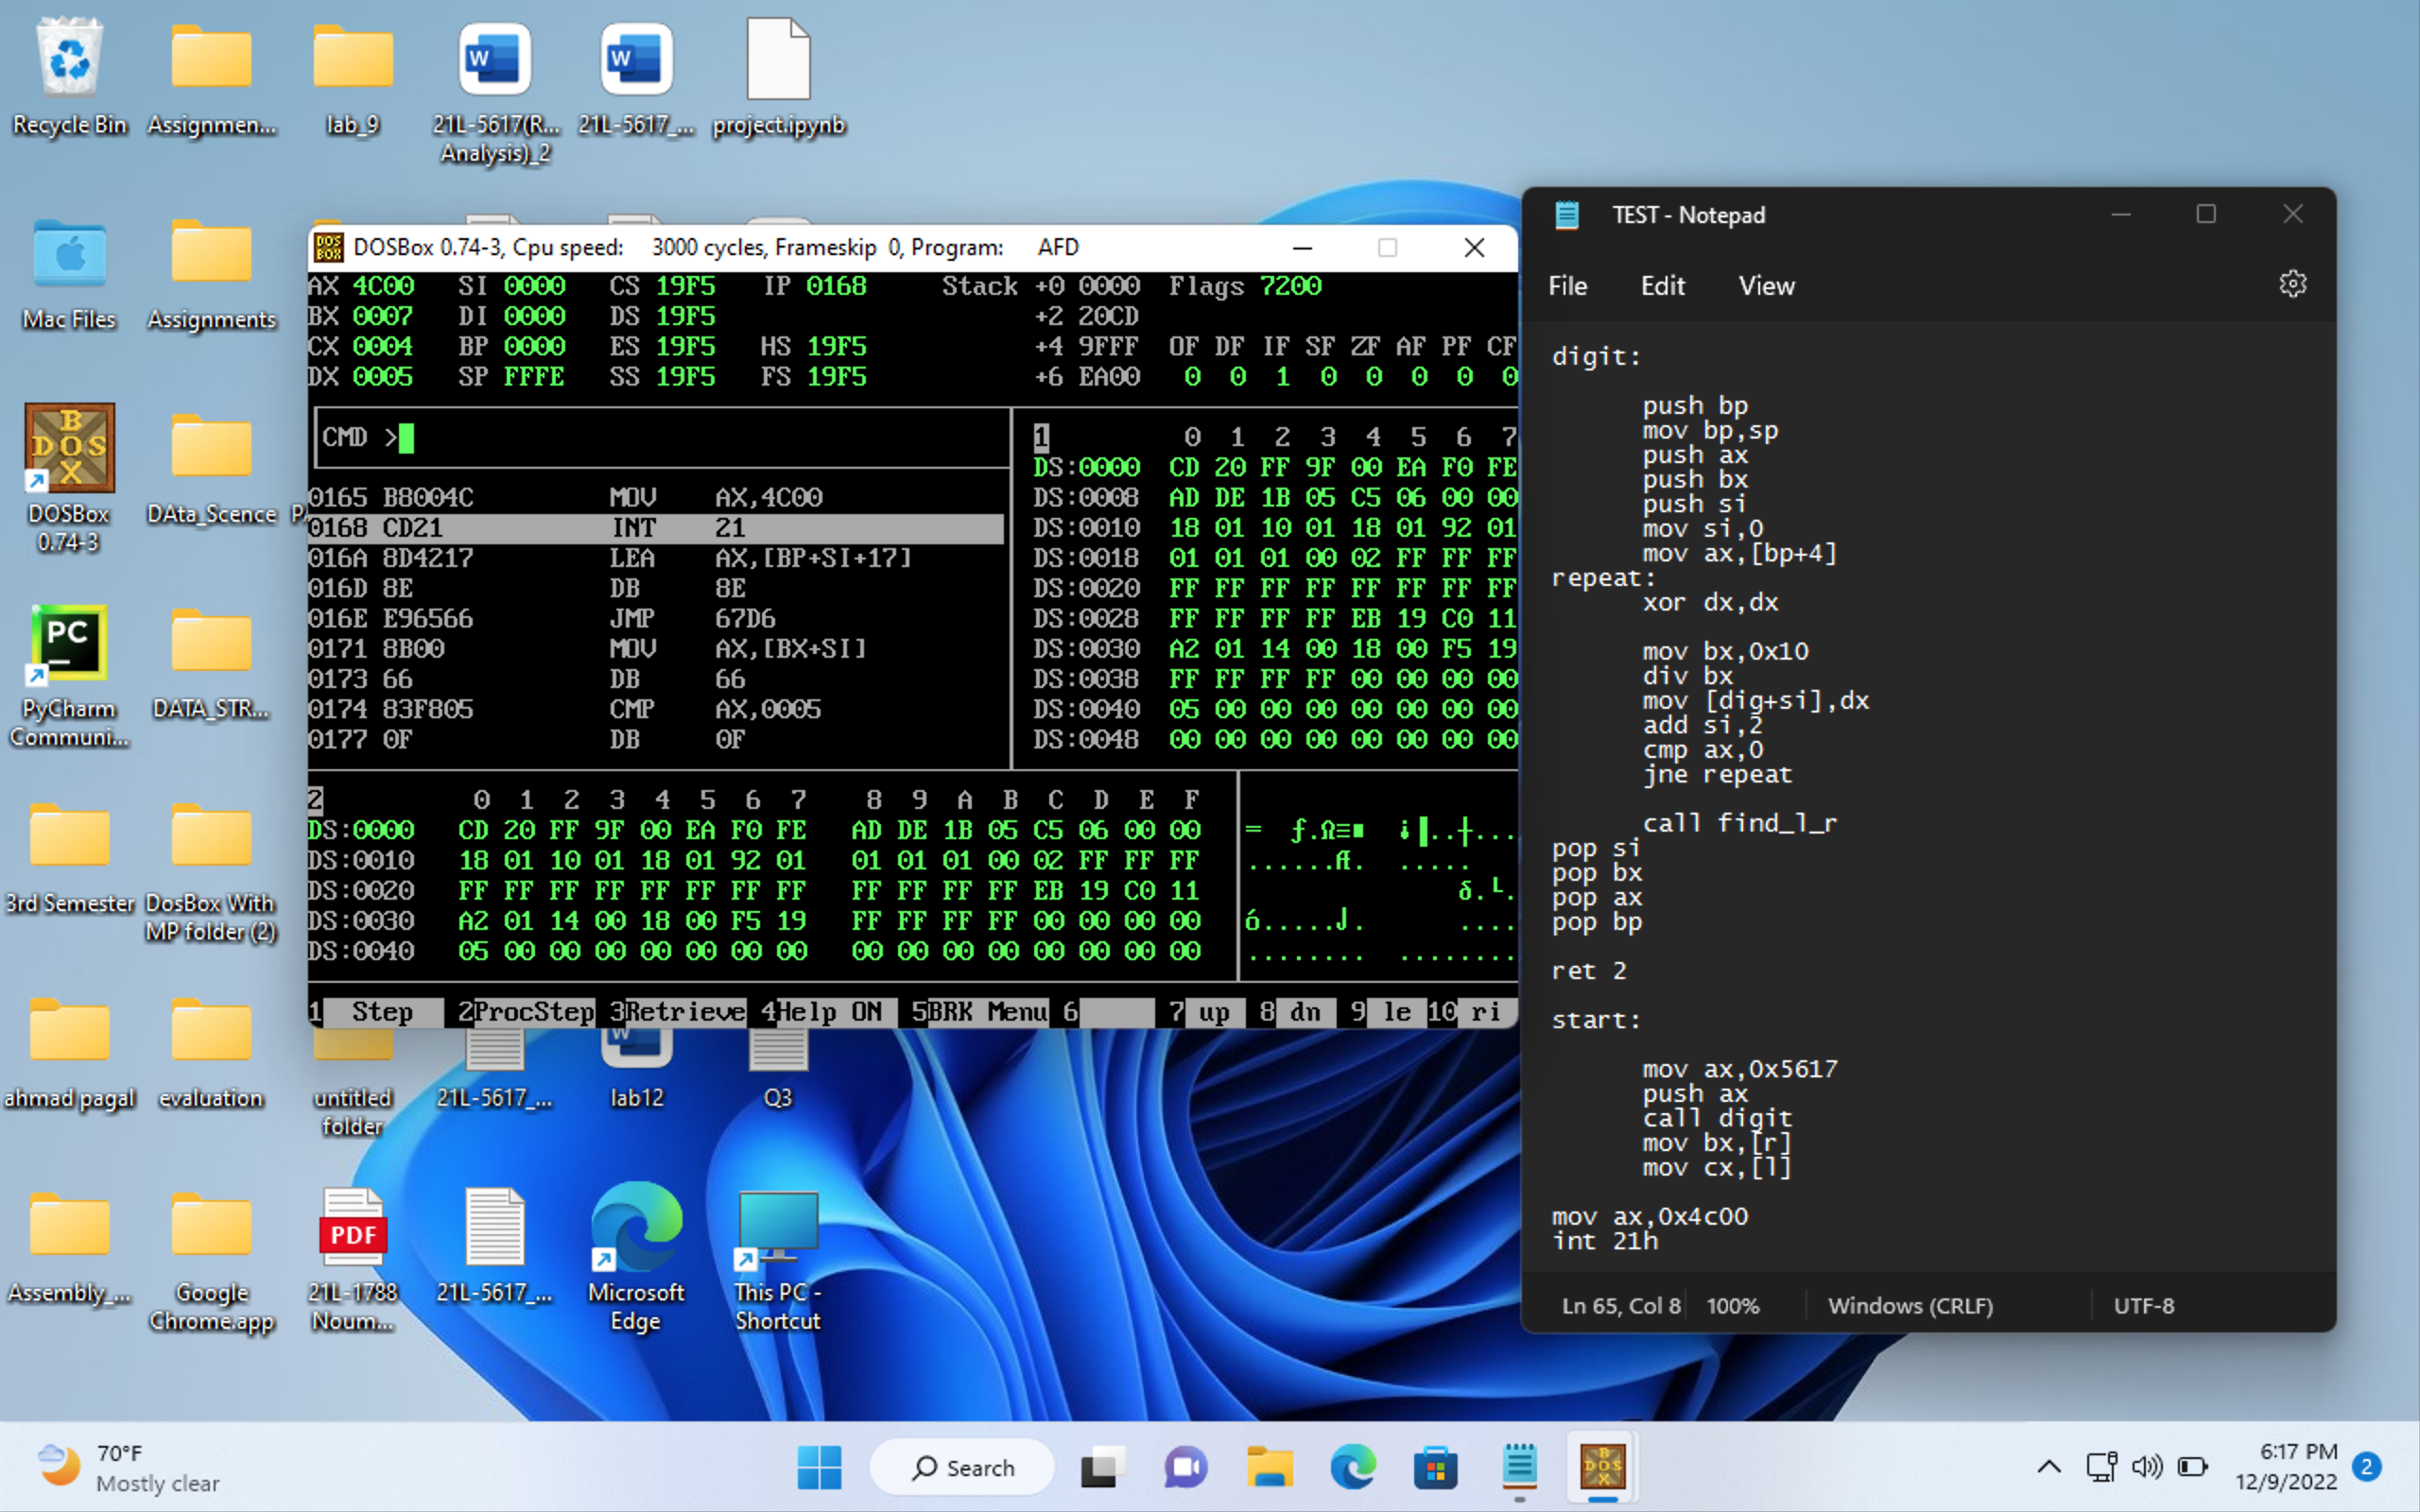 Recycle Bin
Assignmen...
lab_9
21L-5617(R...
Analysis)_2
21L-5617_...
project.ipynb
Mac Files
Assignments
DOSBox
0.74-3
DAta_Scence
PyCharm
Communi...
DATA_STR...
3rd Semester
DosBox With
MP folder (2)
ahmad pagal
evaluation
untitled
folder
21L-5617_...
lab12
Q3
Assembly_...
Google
Chrome.app
PDF
21L-1788
Noum...
21L-5617_...
Microsoft
Edge
This PC -
Shortcut
DOSBox 0.74-3, Cpu speed: 3000 cycles, Frameskip 0, Program: AFD
AX 4C00 SI 0000 CS 19F5 IP 0168 Stack +0 0000 Flags 7200
BX 0007 DI 0000 DS 19F5 +2 20CD
CX 0004 BP 0000 ES 19F5 HS 19F5 +4 9FFF OF DF IF SF ZF AF PF CF
DX 0005 SP FFFE SS 19F5 FS 19F5 +6 EA00 0 0 1 0 0 0 0 0
CMD >
0165 B8004C MOV AX,4C00
0168 CD21 INT 21
016A 8D4217 LEA AX,[BP+SI+17]
016D 8E DB 8E
016E E96566 JMP 67D6
0171 8B00 MOV AX,[BX+SI]
0173 66 DB 66
0174 83F805 CMP AX,0005
0177 0F DB 0F
1 0 1 2 3 4 5 6 7
DS:0000 CD 20 FF 9F 00 EA F0 FE
DS:0008 AD DE 1B 05 C5 06 00 00
DS:0010 18 01 10 01 18 01 92 01
DS:0018 01 01 01 00 02 FF FF FF
DS:0020 FF FF FF FF FF FF FF FF
DS:0028 FF FF FF FF EB 19 C0 11
DS:0030 A2 01 14 00 18 00 F5 19
DS:0038 FF FF FF FF 00 00 00 00
DS:0040 05 00 00 00 00 00 00 00
DS:0048 00 00 00 00 00 00 00 00
2 0 1 2 3 4 5 6 7 8 9 A B C D E F
DS:0000 CD 20 FF 9F 00 EA F0 FE AD DE 1B 05 C5 06 00 00
DS:0010 18 01 10 01 18 01 92 01 01 01 01 00 02 FF FF FF
DS:0020 FF FF FF FF FF FF FF FF FF FF FF FF EB 19 C0 11
DS:0030 A2 01 14 00 18 00 F5 19 FF FF FF FF 00 00 00 00
DS:0040 05 00 00 00 00 00 00 00 00 00 00 00 00 00 00 00
1 Step 2ProcStep 3Retrieve 4Help ON 5BRK Menu 6 7 up 8 dn 9 le 10 ri
TEST - Notepad
File Edit View
digit:
push bp
mov bp,sp
push ax
push bx
push si
mov si,0
mov ax,[bp+4]
repeat:
xor dx,dx
mov bx,0x10
div bx
mov [dig+si],dx
add si,2
cmp ax,0
jne repeat
call find_l_r
pop si
pop bx
pop ax
pop bp
ret 2
start:
mov ax,0x5617
push ax
call digit
mov bx,[r]
mov cx,[l]
mov ax,0x4c00
int 21h
Ln 65, Col 8 100% Windows (CRLF) UTF-8
70°F
Mostly clear
Search
6:17 PM
12/9/2022
2